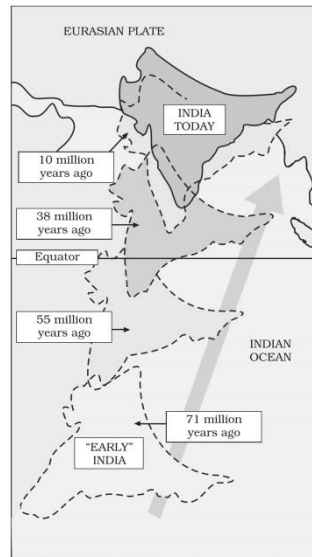 EURASIAN PLATE
INDIA
TODAY
10 million
years ago
38 million
years ago
Equator
55 million
years ago
INDIAN
OCEAN
71 million
years ago
"EARLY"
INDIA